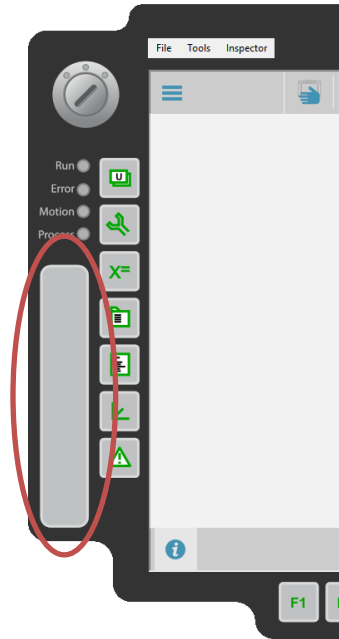 File Tools Inspector
Run
Error
Motion
Process
U
X=
i
F1